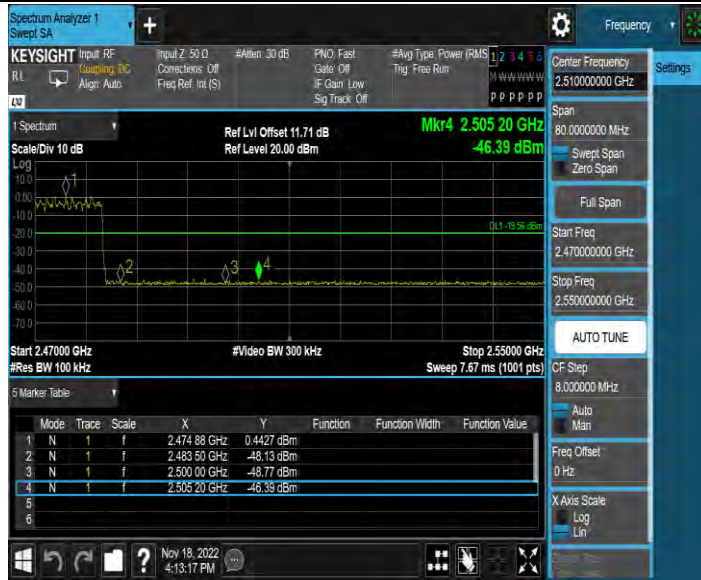 Spectrum Analyzer 1
Swept SA
+
Frequency
KEYSIGHT Input: RF
Coupling: DC
Align: Auto
RL
Input Z: 50 Ω
Corrections: Off
Freq Ref: Int (S)
#Atten: 30 dB
PNO: Fast
Gate: Off
IF Gain: Low
Sig Track: Off
#Avg Type: Power (RMS
Trig: Free Run
1 2 3 4 5 6
M W W W W W
P P P P P P
1 Spectrum
Scale/Div 10 dB
Ref Lvl Offset 11.71 dB
Ref Level 20.00 dBm
Mkr4 2.505 20 GHz
-46.39 dBm
Log
10.0
0.00
-10.0
-20.0
-30.0
-40.0
-50.0
-60.0
-70.0
1
2
3
4
DL1 -19.56 dBm
Start 2.47000 GHz
#Res BW 100 kHz
#Video BW 300 kHz
Stop 2.55000 GHz
Sweep 7.67 ms (1001 pts)
5 Marker Table
Mode Trace Scale X Y Function Function Width Function Value
1 N 1 f 2.474 88 GHz 0.4427 dBm
2 N 1 f 2.483 50 GHz -48.13 dBm
3 N 1 f 2.500 00 GHz -48.77 dBm
4 N 1 f 2.505 20 GHz -46.39 dBm
5
6
Nov 18, 2022
4:13:17 PM
?
Center Frequency
2.510000000 GHz
Settings
Span
80.0000000 MHz
Swept Span
Zero Span
Full Span
Start Freq
2.470000000 GHz
Stop Freq
2.550000000 GHz
AUTO TUNE
CF Step
8.000000 MHz
Auto
Man
Freq Offset
0 Hz
X Axis Scale
Log
Lin